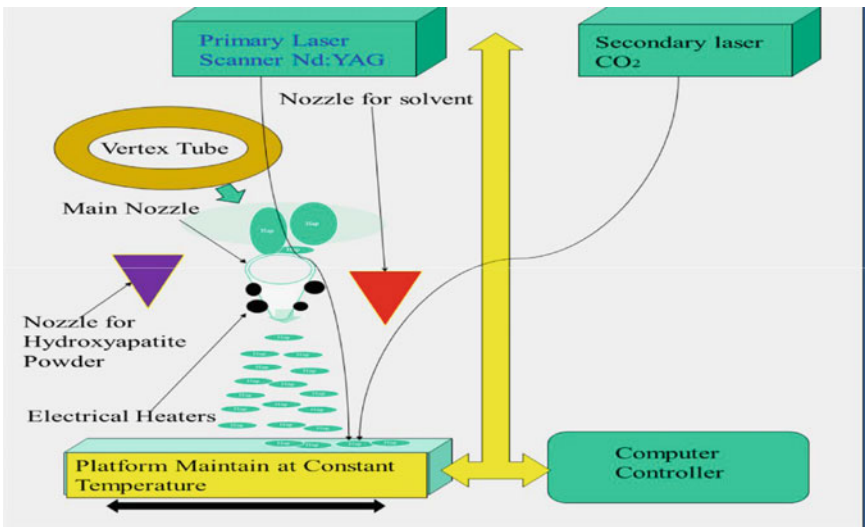 Primary Laser
Scanner Nd:YAG
Secondary laser
CO₂
Nozzle for solvent
Vertex Tube
Main Nozzle
Nozzle for
Hydroxyapatite
Powder
Electrical Heaters
Platform Maintain at Constant
Temperature
Computer
Controller